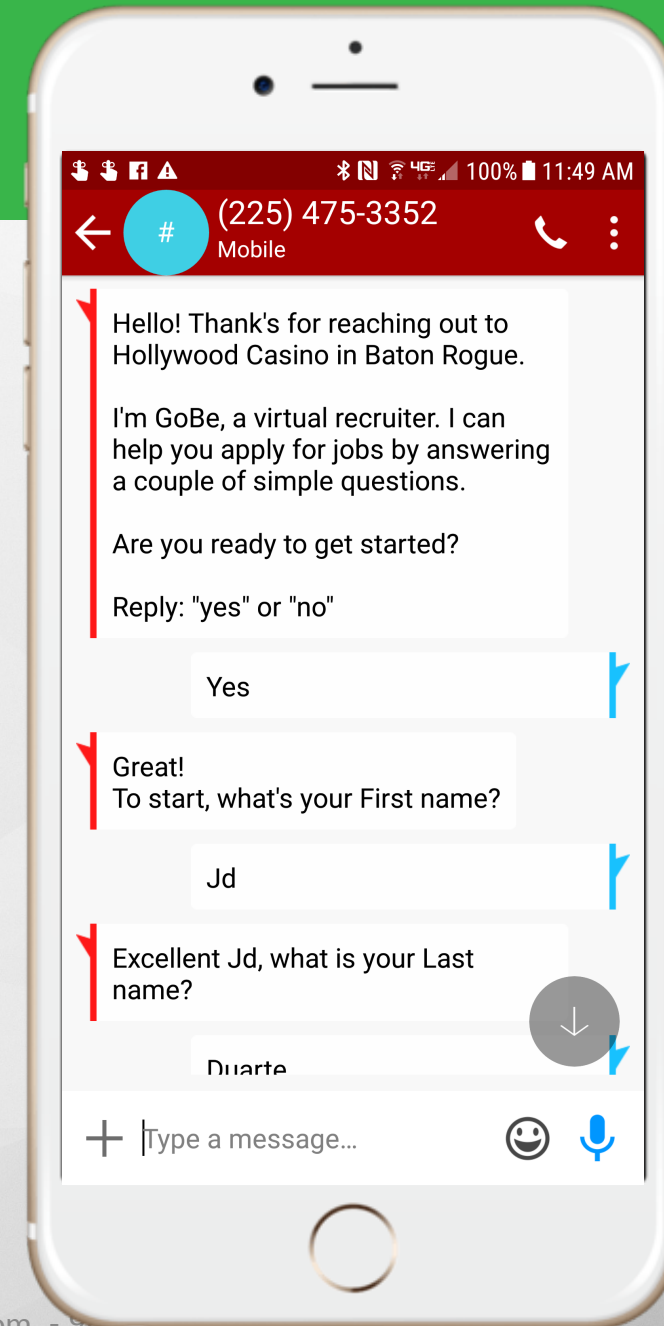 4G
100% 11:49 AM
#
(225) 475-3352
Mobile
Hello! Thank's for reaching out to
Hollywood Casino in Baton Rogue.
I'm GoBe, a virtual recruiter. I can
help you apply for jobs by answering
a couple of simple questions.
Are you ready to get started?
Reply: "yes" or "no"
Yes
Great!
To start, what's your First name?
Jd
Excellent Jd, what is your Last
name?
Duarte
Type a message…